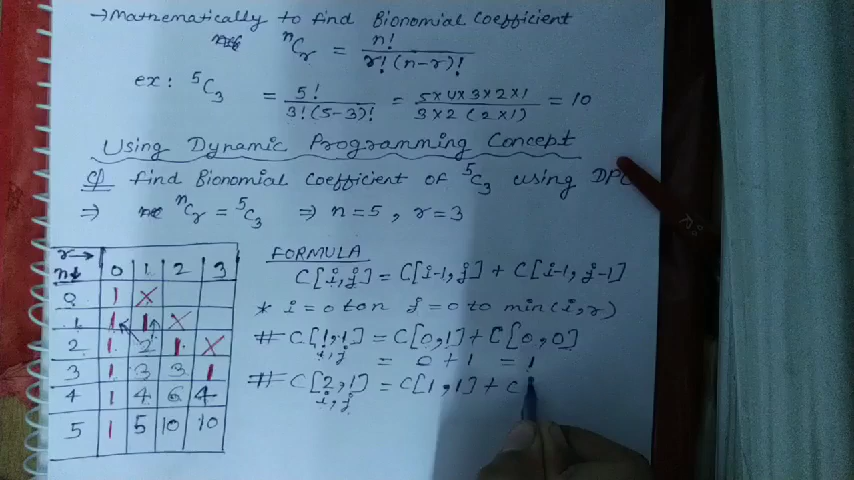 →Mathematically to find Bionomial Coefficient
ⁿCᵣ = n! / r!(n-r)!
ex: ⁵C₃ = 5! / 3!(5-3)! = 5×4×3×2×1 / 3×2(2×1) = 10
Using Dynamic Programming Concept
Q| find Bionomial Coefficient of ⁵C₃ using DPC
⇒ ⁿCᵣ = ⁵C₃ ⇒ n=5, r=3
r→ 0 1 2 3
n↓
0 1 X
1 1 1 X
2 1 2 1 X
3 1 3 3 1
4 1 4 6 4
5 1 5 10 10
FORMULA
C[i,j] = C[i-1,j] + C[i-1,j-1]
* i=0 to n j=0 to min(i,r)
# C[1,1] = C[0,1] + C[0,0]
i,j = 0+1 = 1
# C[2,1] = C[1,1] + C
i,j